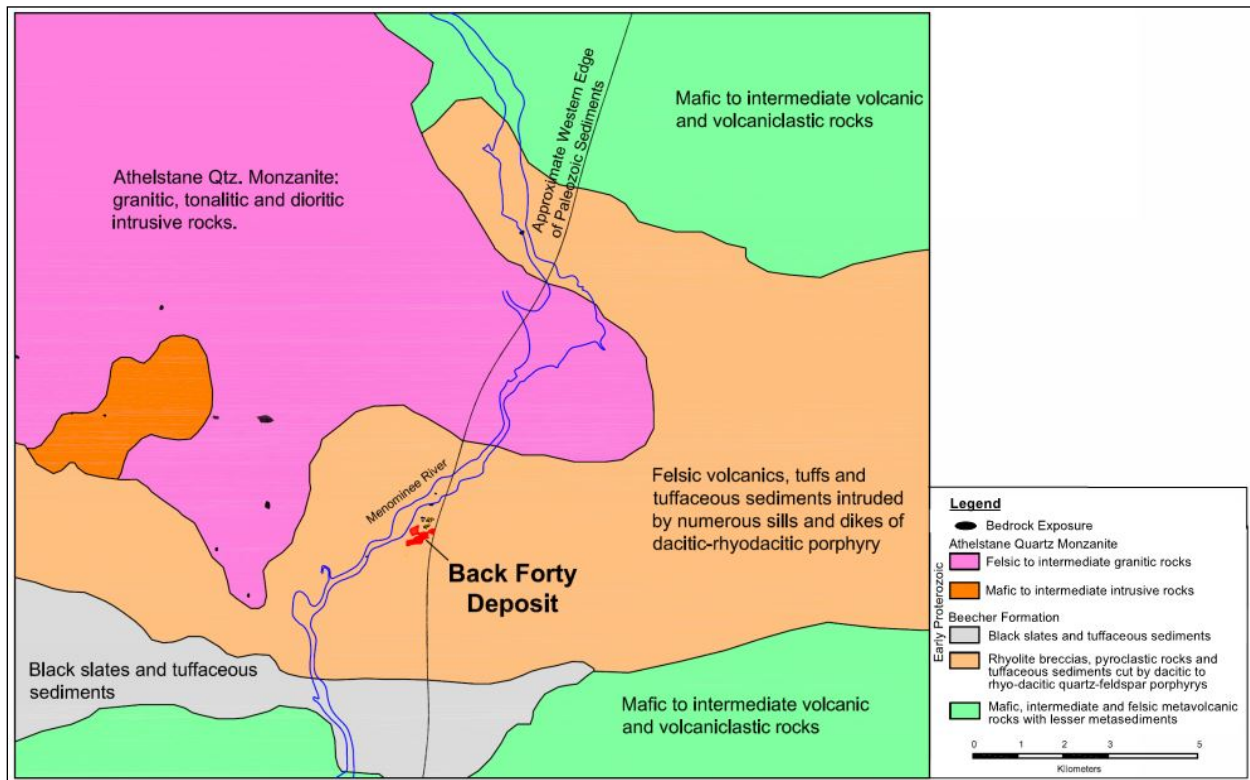 Mafic to intermediate volcanic
and volcaniclastic rocks
Approximate Western Edge
of Paleozoic Sediments
Athelstane Qtz. Monzanite:
granitic, tonalitic and dioritic
intrusive rocks.
Menominee River
Felsic volcanics, tuffs and
tuffaceous sediments intruded
by numerous sills and dikes of
dacitic-rhyodacitic porphyry
Back Forty
Deposit
Black slates and tuffaceous
sediments
Mafic to intermediate volcanic
and volcaniclastic rocks
Legend
Bedrock Exposure
Athelstane Quartz Monzanite
Felsic to intermediate granitic rocks
Mafic to intermediate intrusive rocks
Beecher Formation
Black slates and tuffaceous sediments
Rhyolite breccias, pyroclastic rocks and
tuffaceous sediments cut by dacitic to
rhyo-dacitic quartz-feldspar porphyrys
Mafic, intermediate and felsic metavolcanic
rocks with lesser metasediments
Early Proterozoic
0 1 2 3 5
Kilometers